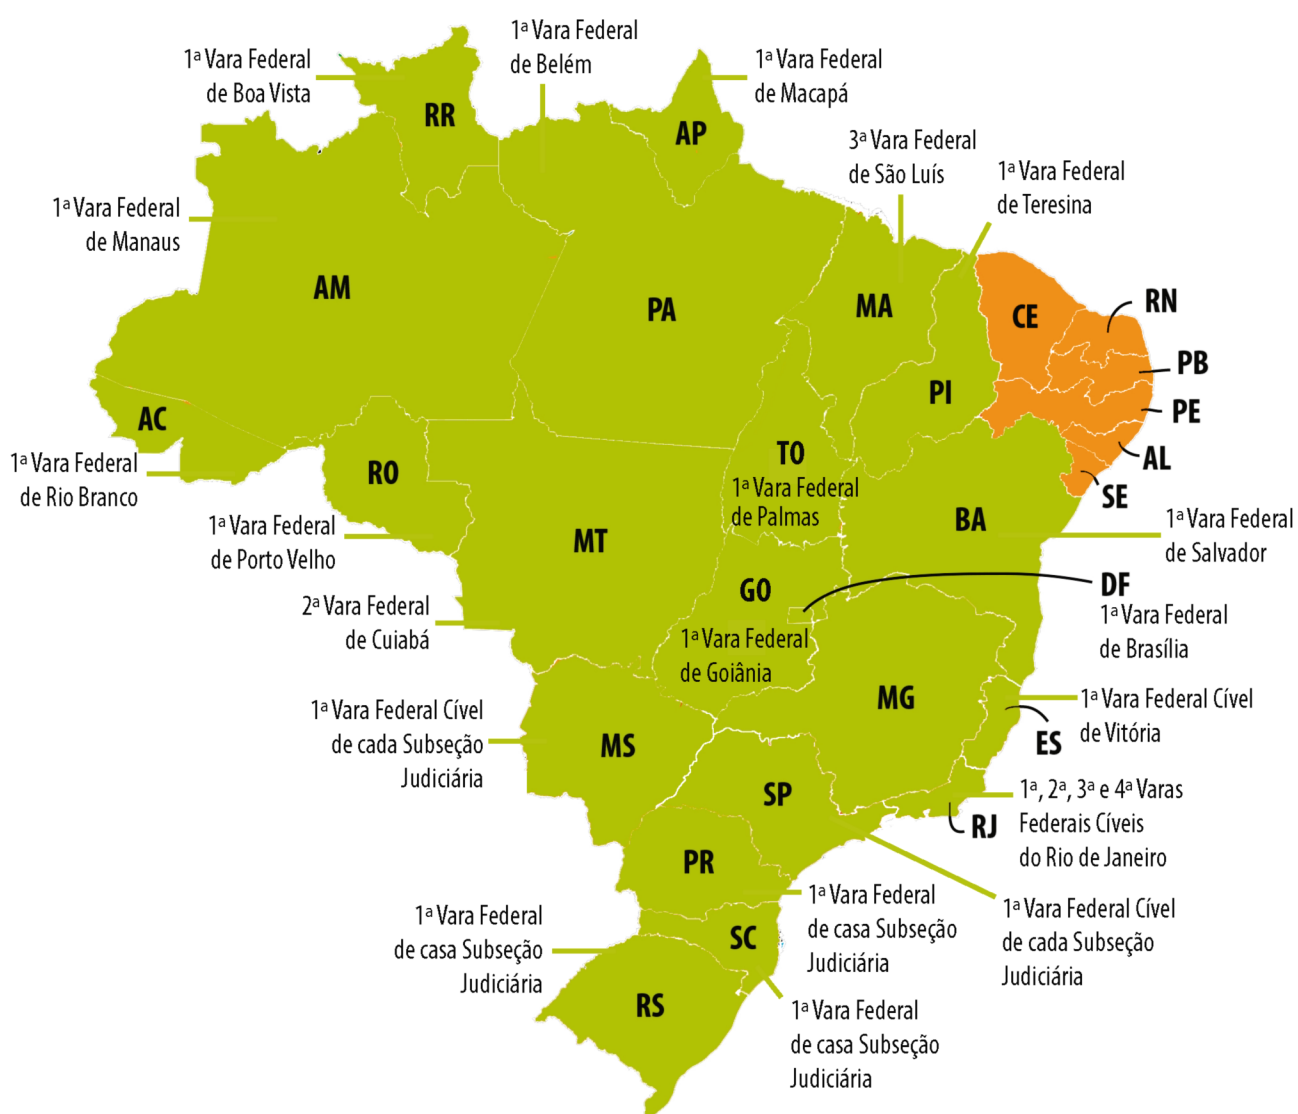 1ª Vara Federal
de Belém
1ª Vara Federal
de Boa Vista
1ª Vara Federal
de Macapá
RR
AP
3ª Vara Federal
de São Luís
1ª Vara Federal
de Teresina
1ª Vara Federal
de Manaus
AM
PA
MA
CE
RN
PB
PI
PE
AC
AL
1ª Vara Federal
de Rio Branco
RO
TO
1ª Vara Federal
de Palmas
SE
BA
1ª Vara Federal
de Salvador
1ª Vara Federal
de Porto Velho
MT
GO
DF
1ª Vara Federal
de Brasília
2ª Vara Federal
de Cuiabá
1ª Vara Federal
de Goiânia
MG
1ª Vara Federal Cível
de Vitória
ES
1ª Vara Federal Cível
de cada Subseção
Judiciária
MS
SP
1ª, 2ª, 3ª e 4ª Varas
Federais Cíveis
do Rio de Janeiro
RJ
PR
1ª Vara Federal
de casa Subseção
Judiciária
1ª Vara Federal Cível
de cada Subseção
Judiciária
1ª Vara Federal
de casa Subseção
Judiciária
SC
RS
1ª Vara Federal
de casa Subseção
Judiciária